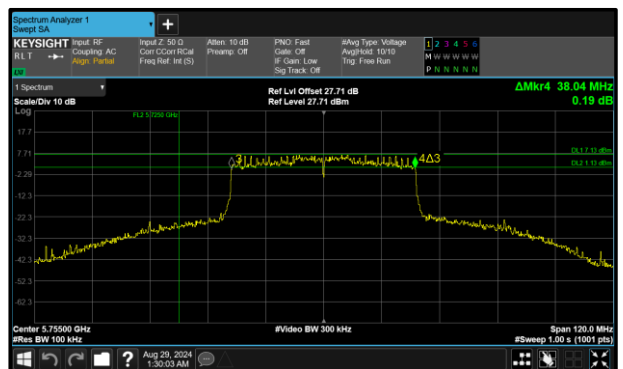 Spectrum Analyzer 1
Swept SA
+
KEYSIGHT Input: RF Input Z: 50 Ω Atten: 10 dB PNO: Fast #Avg Type: Voltage 1 2 3 4 5 6
RLT Coupling: AC Corr CCorr RCal Preamp: Off Gate: Off Avg|Hold: 10/10 M W W W W W
Align: Partial Freq Ref: Int (S) IF Gain: Low Trig: Free Run
Sig Track: Off P N N N N N
1 Spectrum Ref Lvl Offset 27.71 dB ΔMkr4 38.04 MHz
Scale/Div 10 dB Ref Level 27.71 dBm 0.19 dB
Log
FL2 5.7250 GHz
17.7
7.71
DL1 7.13 dBm
3
4Δ3
DL2 1.13 dBm
-2.29
-12.3
-22.3
-32.3
-42.3
-52.3
-62.3
Center 5.75500 GHz #Video BW 300 kHz Span 120.0 MHz
#Res BW 100 kHz #Sweep 1.00 s (1001 pts)
? Aug 29, 2024
1:30:03 AM